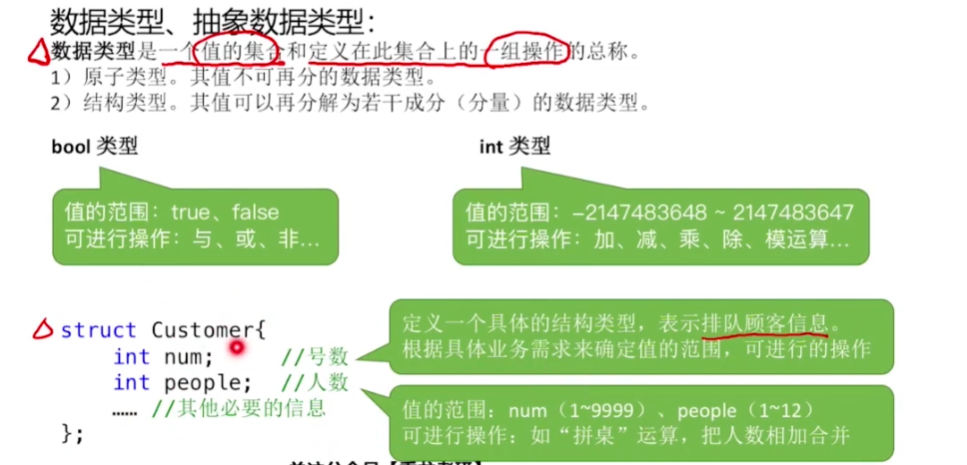 数据类型、抽象数据类型：
数据类型是一个值的集合和定义在此集合上的一组操作的总称。
1）原子类型。其值不可再分的数据类型。
2）结构类型。其值可以再分解为若干成分（分量）的数据类型。
bool 类型
int 类型
值的范围：true、false
可进行操作：与、或、非...
值的范围：-2147483648 ~ 2147483647
可进行操作：加、减、乘、除、模运算...
struct Customer{
int num; //号数
int people; //人数
...... //其他必要的信息
};
定义一个具体的结构类型，表示排队顾客信息。
根据具体业务需求来确定值的范围，可进行的操作
值的范围：num（1~9999）、people（1~12）
可进行操作：如“拼桌”运算，把人数相加合并